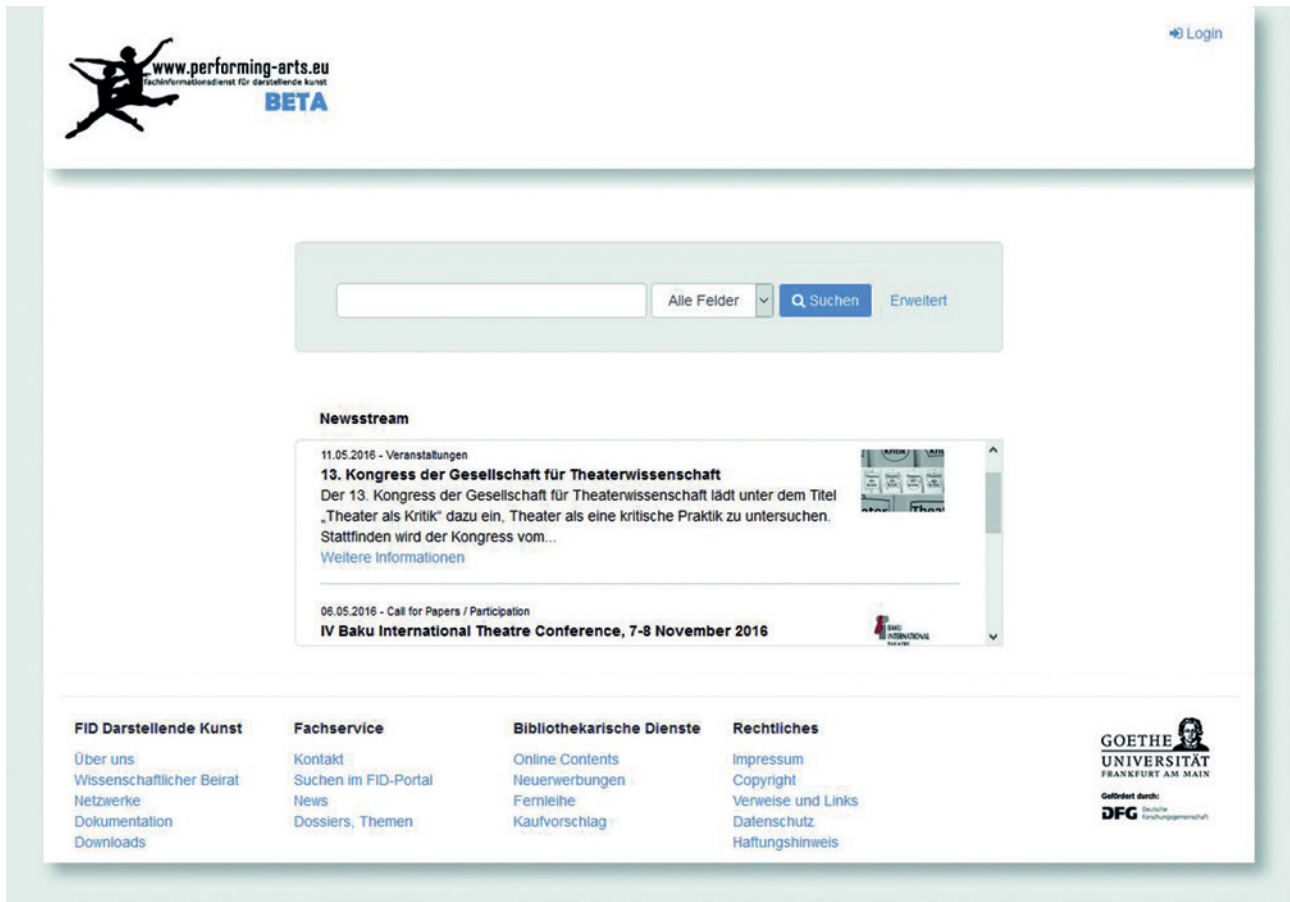 Login
www.performing-arts.eu
fachinformationsdienst für darstellende kunst
BETA
Alle Felder
Suchen
Erweitert
Newsstream
11.05.2016 - Veranstaltungen
13. Kongress der Gesellschaft für Theaterwissenschaft
Der 13. Kongress der Gesellschaft für Theaterwissenschaft lädt unter dem Titel
„Theater als Kritik“ dazu ein, Theater als eine kritische Praktik zu untersuchen.
Stattfinden wird der Kongress vom...
Weitere Informationen
06.05.2016 - Call for Papers / Participation
IV Baku International Theatre Conference, 7-8 November 2016
BAKU
INTERNATIONAL
FID Darstellende Kunst
Über uns
Wissenschaftlicher Beirat
Netzwerke
Dokumentation
Downloads
Fachservice
Kontakt
Suchen im FID-Portal
News
Dossiers, Themen
Bibliothekarische Dienste
Online Contents
Neuerwerbungen
Fernleihe
Kaufvorschlag
Rechtliches
Impressum
Copyright
Verweise und Links
Datenschutz
Haftungshinweis
GOETHE
UNIVERSITÄT
FRANKFURT AM MAIN
Gefördert durch:
DFG Deutsche
Forschungsgemeinschaft